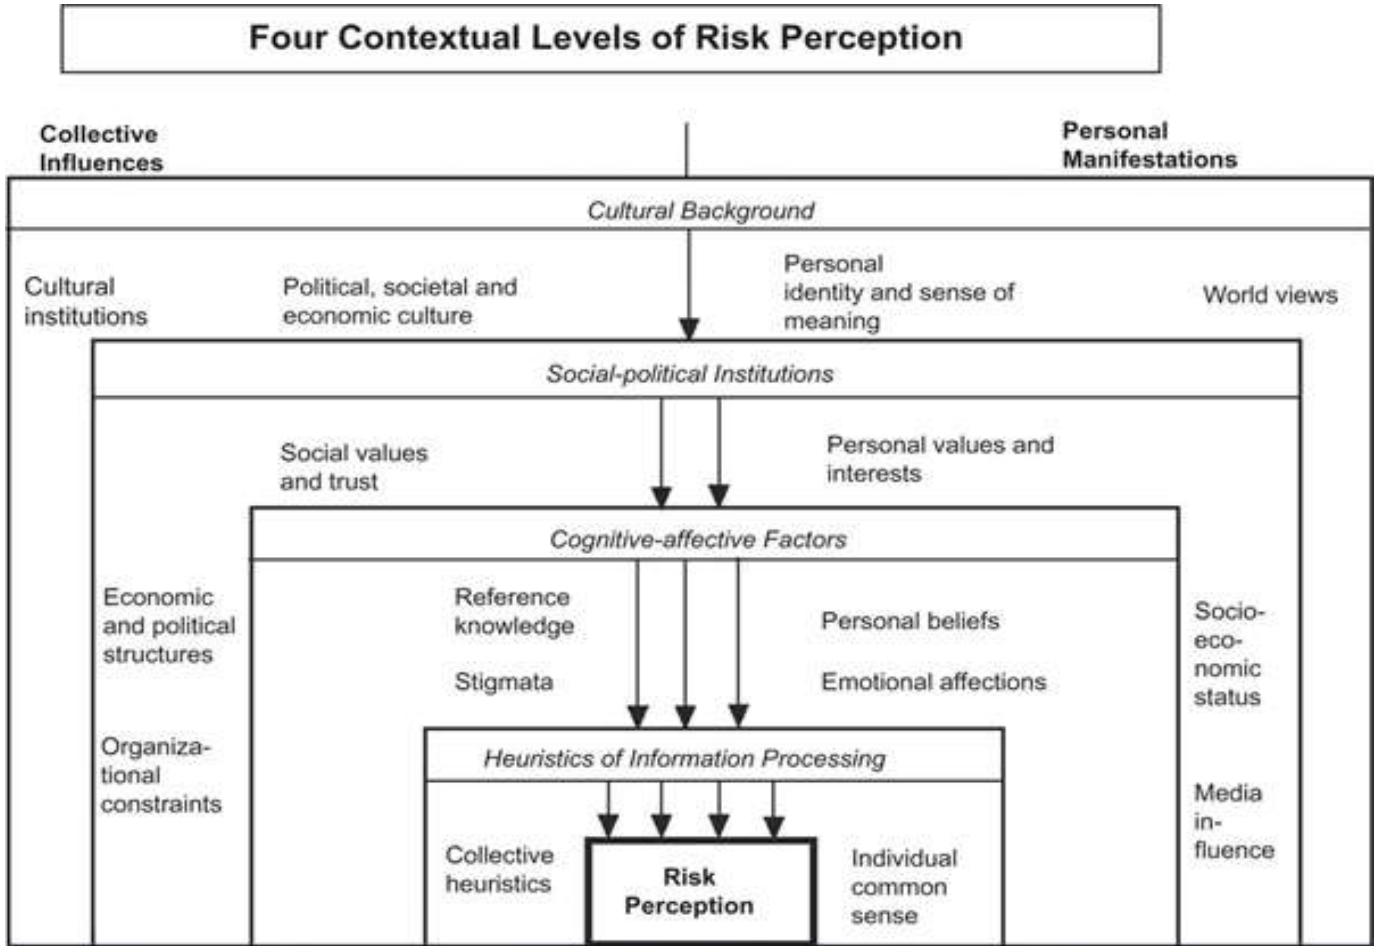 Four Contextual Levels of Risk Perception
Collective
Influences
Personal
Manifestations
Cultural Background
Cultural
institutions
Political, societal and
economic culture
Personal
identity and sense of
meaning
World views
Social-political Institutions
Social values
and trust
Personal values and
interests
Cognitive-affective Factors
Economic
and political
structures
Organiza-
tional
constraints
Reference
knowledge
Stigmata
Personal beliefs
Emotional affections
Socio-
eco-
nomic
status
Media
in-
fluence
Heuristics of Information Processing
Collective
heuristics
Risk
Perception
Individual
common
sense